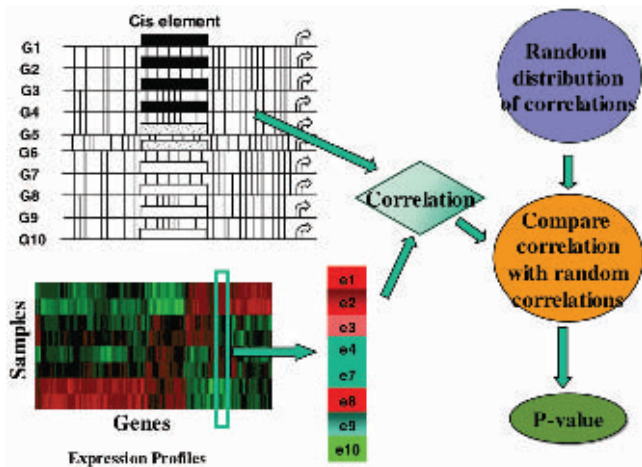 Cis element
G1
G2
G3
G4
G5
G6
G7
G8
G9
G10
Random
distribution
of correlations
Correlation
Compare
correlation
with random
correlations
P-value
e1
e2
e3
e4
e7
e8
e9
e10
Samples
Genes
Expression Profiles